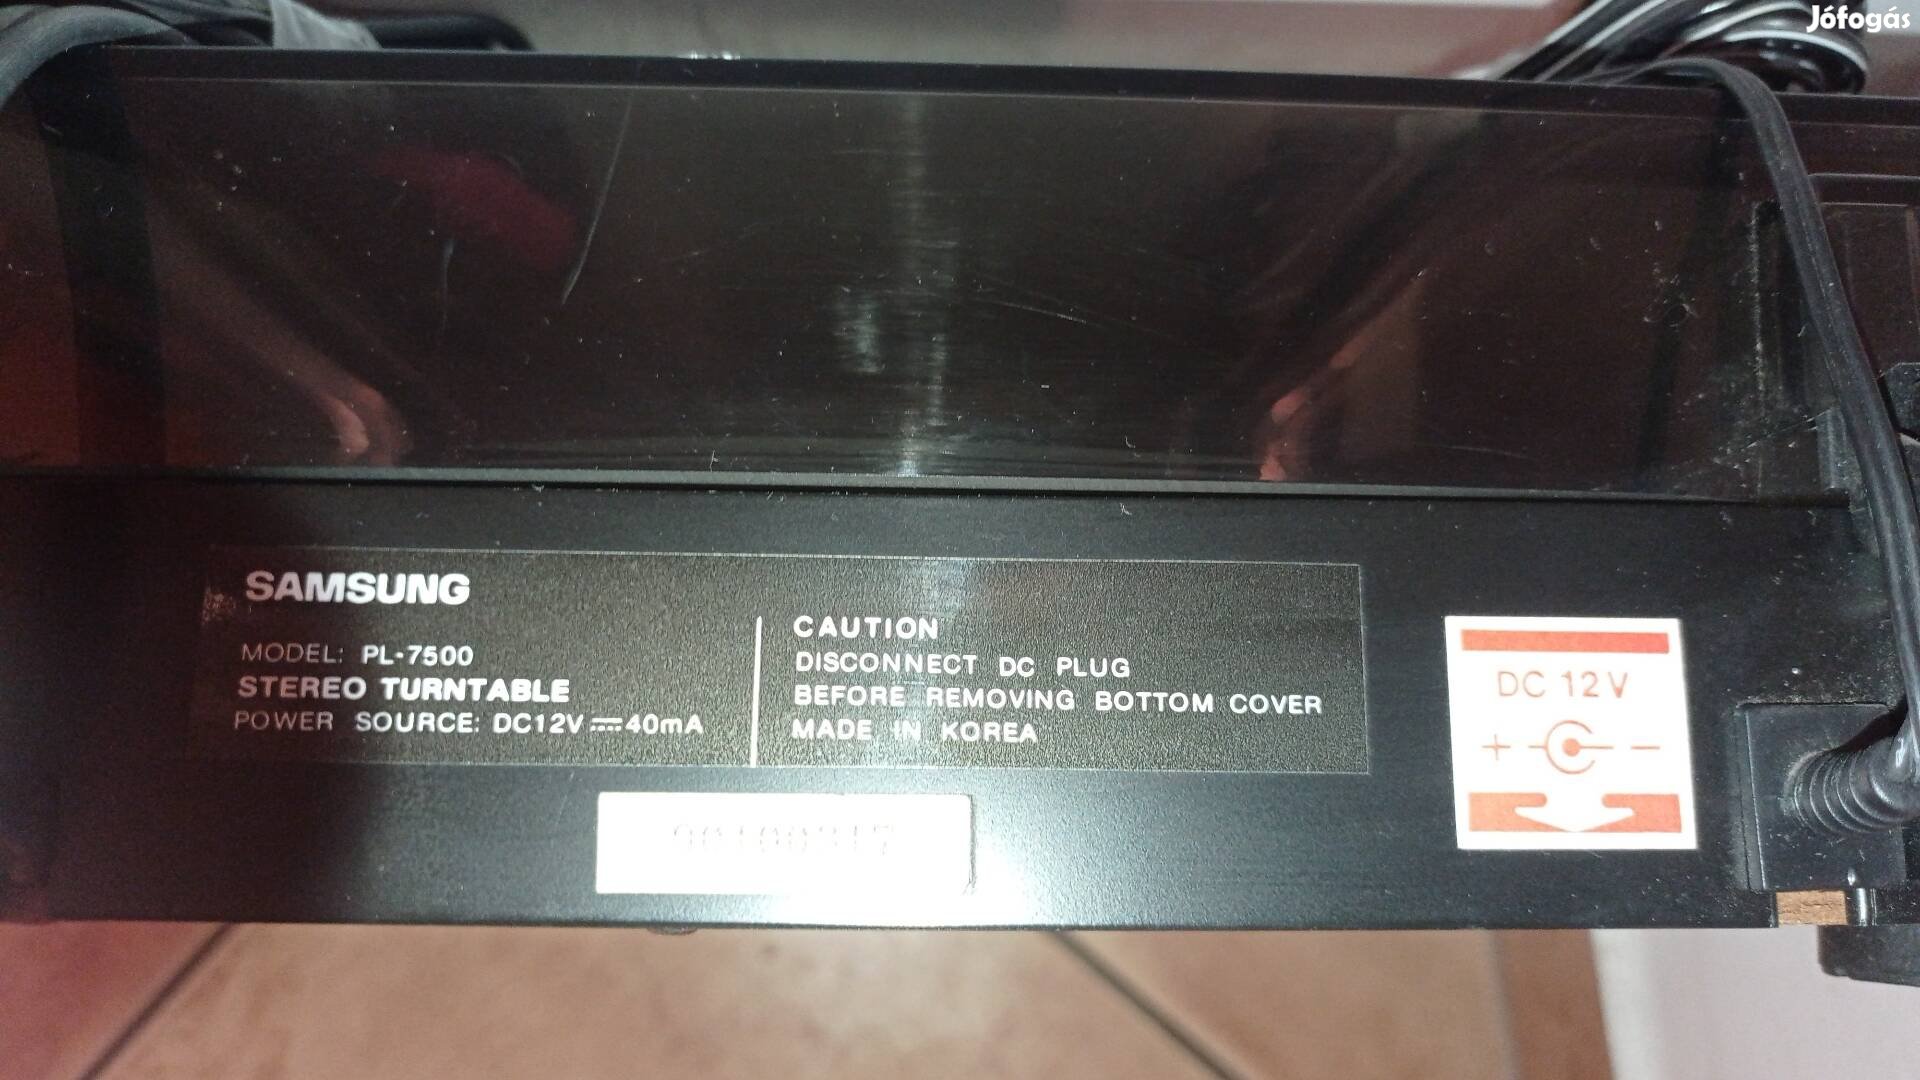 Jófogás
SAMSUNG
MODEL: PL-7500
STEREO TURNTABLE
POWER SOURCE: DC12V ⎓ 40mA
CAUTION
DISCONNECT DC PLUG
BEFORE REMOVING BOTTOM COVER
MADE IN KOREA
DC 12V
+ -